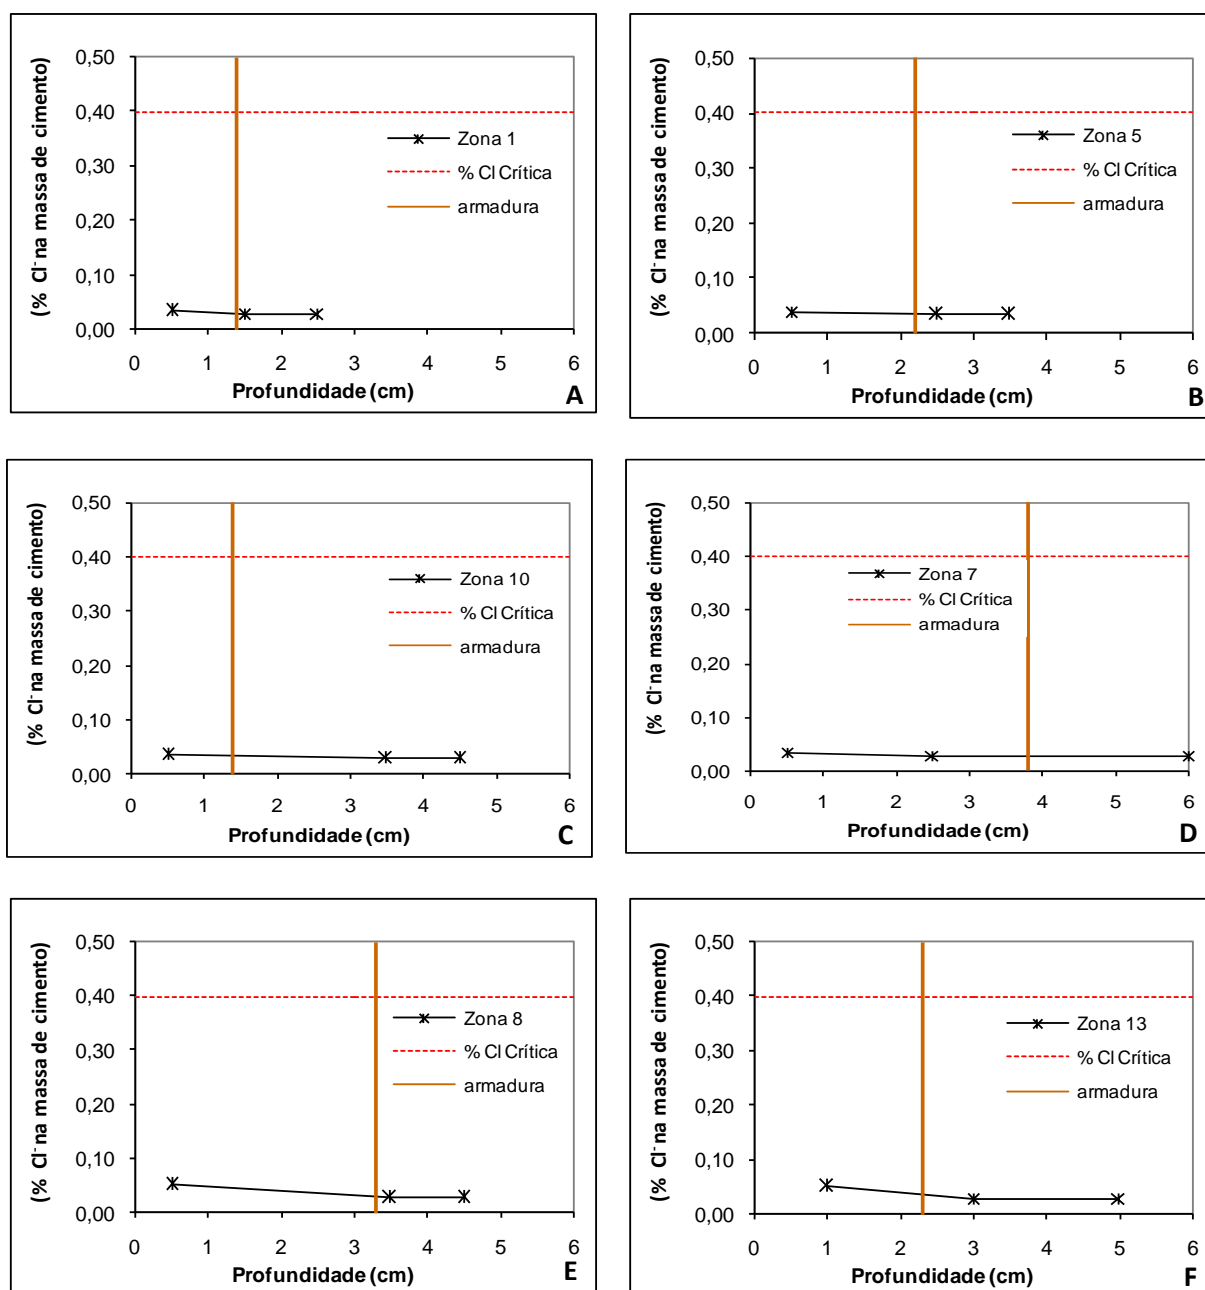 (% Cl⁻ na massa de cimento)
0,50
0,40
0,30
0,20
0,10
0,00
0 1 2 3 4 5 6
Profundidade (cm)
Zona 1
% Cl Crítica
armadura
A
(% Cl⁻ na massa de cimento)
0,50
0,40
0,30
0,20
0,10
0,00
0 1 2 3 4 5 6
Profundidade (cm)
Zona 5
% Cl Crítica
armadura
B
(% Cl⁻ na massa de cimento)
0,50
0,40
0,30
0,20
0,10
0,00
0 1 2 3 4 5 6
Profundidade (cm)
Zona 10
% Cl Crítica
armadura
C
(% Cl⁻ na massa de cimento)
0,50
0,40
0,30
0,20
0,10
0,00
0 1 2 3 4 5 6
Profundidade (cm)
Zona 7
% Cl Crítica
armadura
D
(% Cl⁻ na massa de cimento)
0,50
0,40
0,30
0,20
0,10
0,00
0 1 2 3 4 5 6
Profundidade (cm)
Zona 8
% Cl Crítica
armadura
E
(% Cl⁻ na massa de cimento)
0,50
0,40
0,30
0,20
0,10
0,00
0 1 2 3 4 5 6
Profundidade (cm)
Zona 13
% Cl Crítica
armadura
F